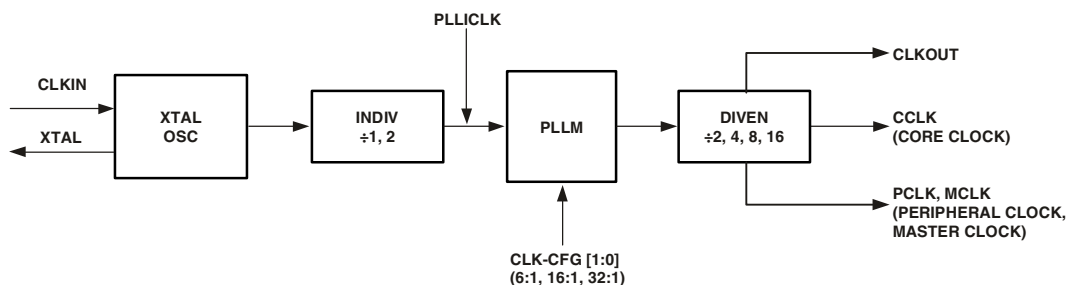 PLLICLK
CLKIN
XTAL
XTAL
OSC
INDIV
÷1, 2
PLLM
DIVEN
÷2, 4, 8, 16
CLKOUT
CCLK
(CORE CLOCK)
PCLK, MCLK
(PERIPHERAL CLOCK,
MASTER CLOCK)
CLK-CFG [1:0]
(6:1, 16:1, 32:1)